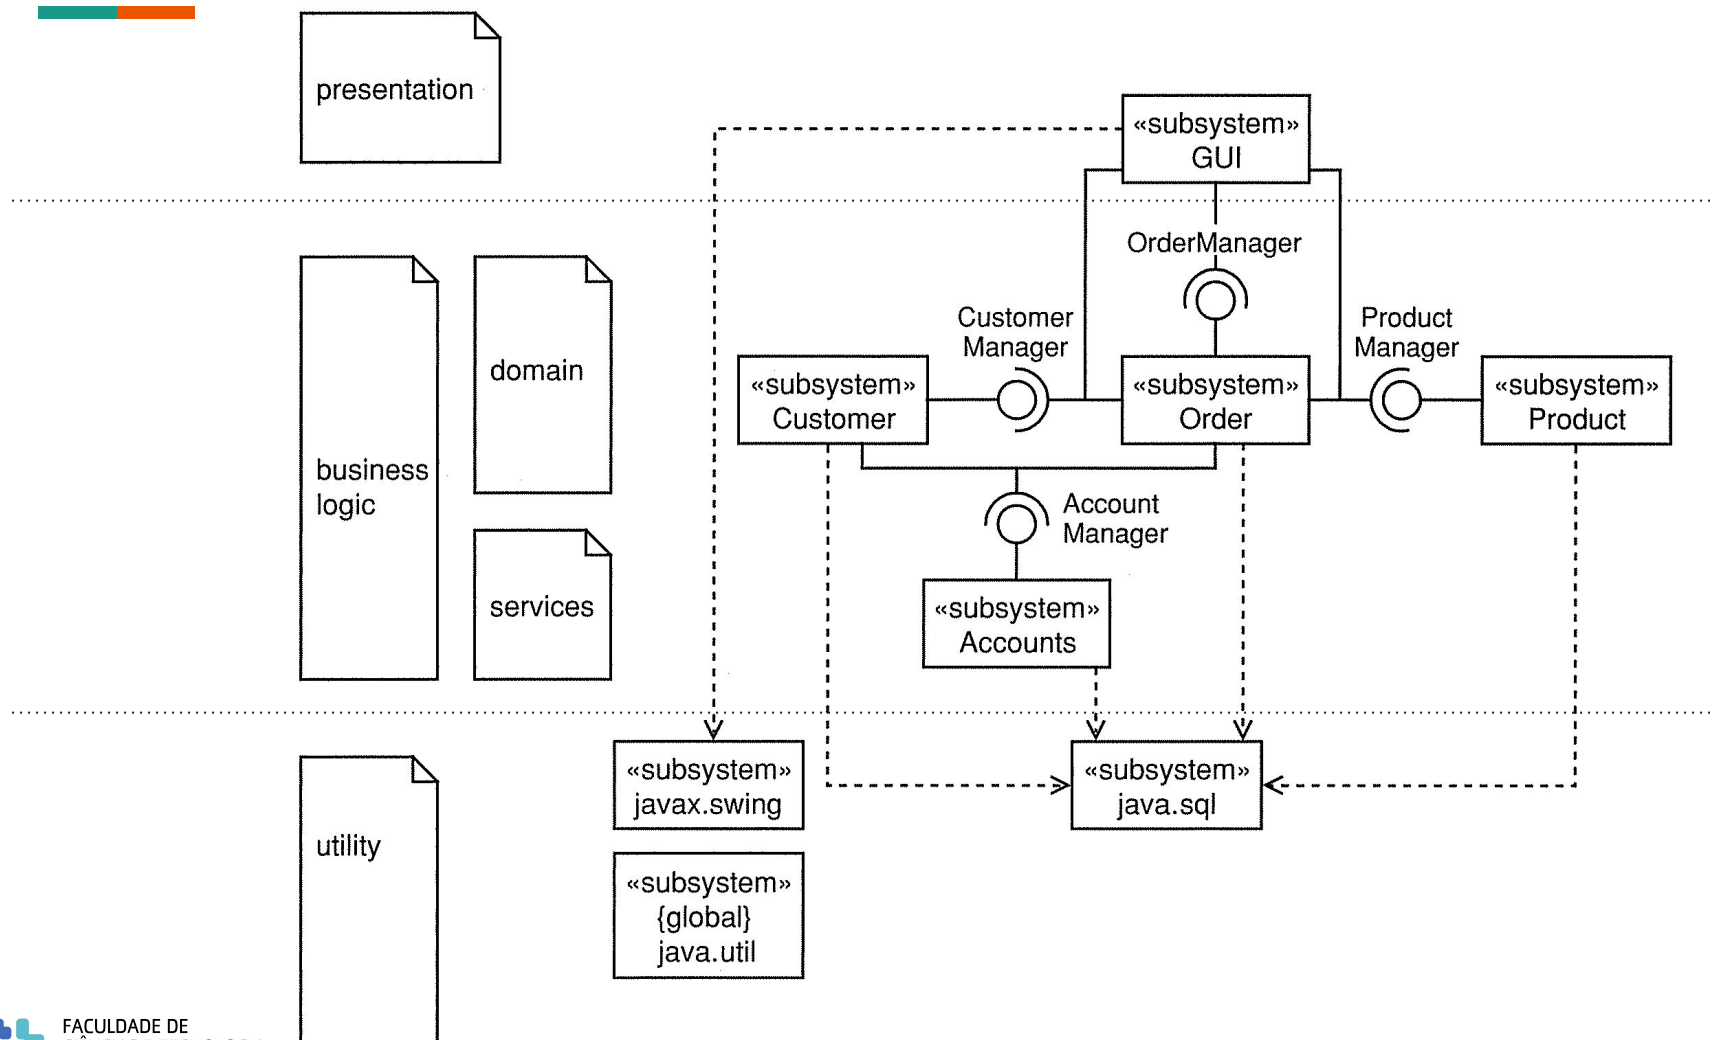 presentation
«subsystem»
GUI
OrderManager
Customer
Manager
Product
Manager
domain
«subsystem»
Customer
«subsystem»
Order
«subsystem»
Product
business
logic
Account
Manager
services
«subsystem»
Accounts
«subsystem»
javax.swing
«subsystem»
java.sql
utility
«subsystem»
{global}
java.util
FACULDADE DE